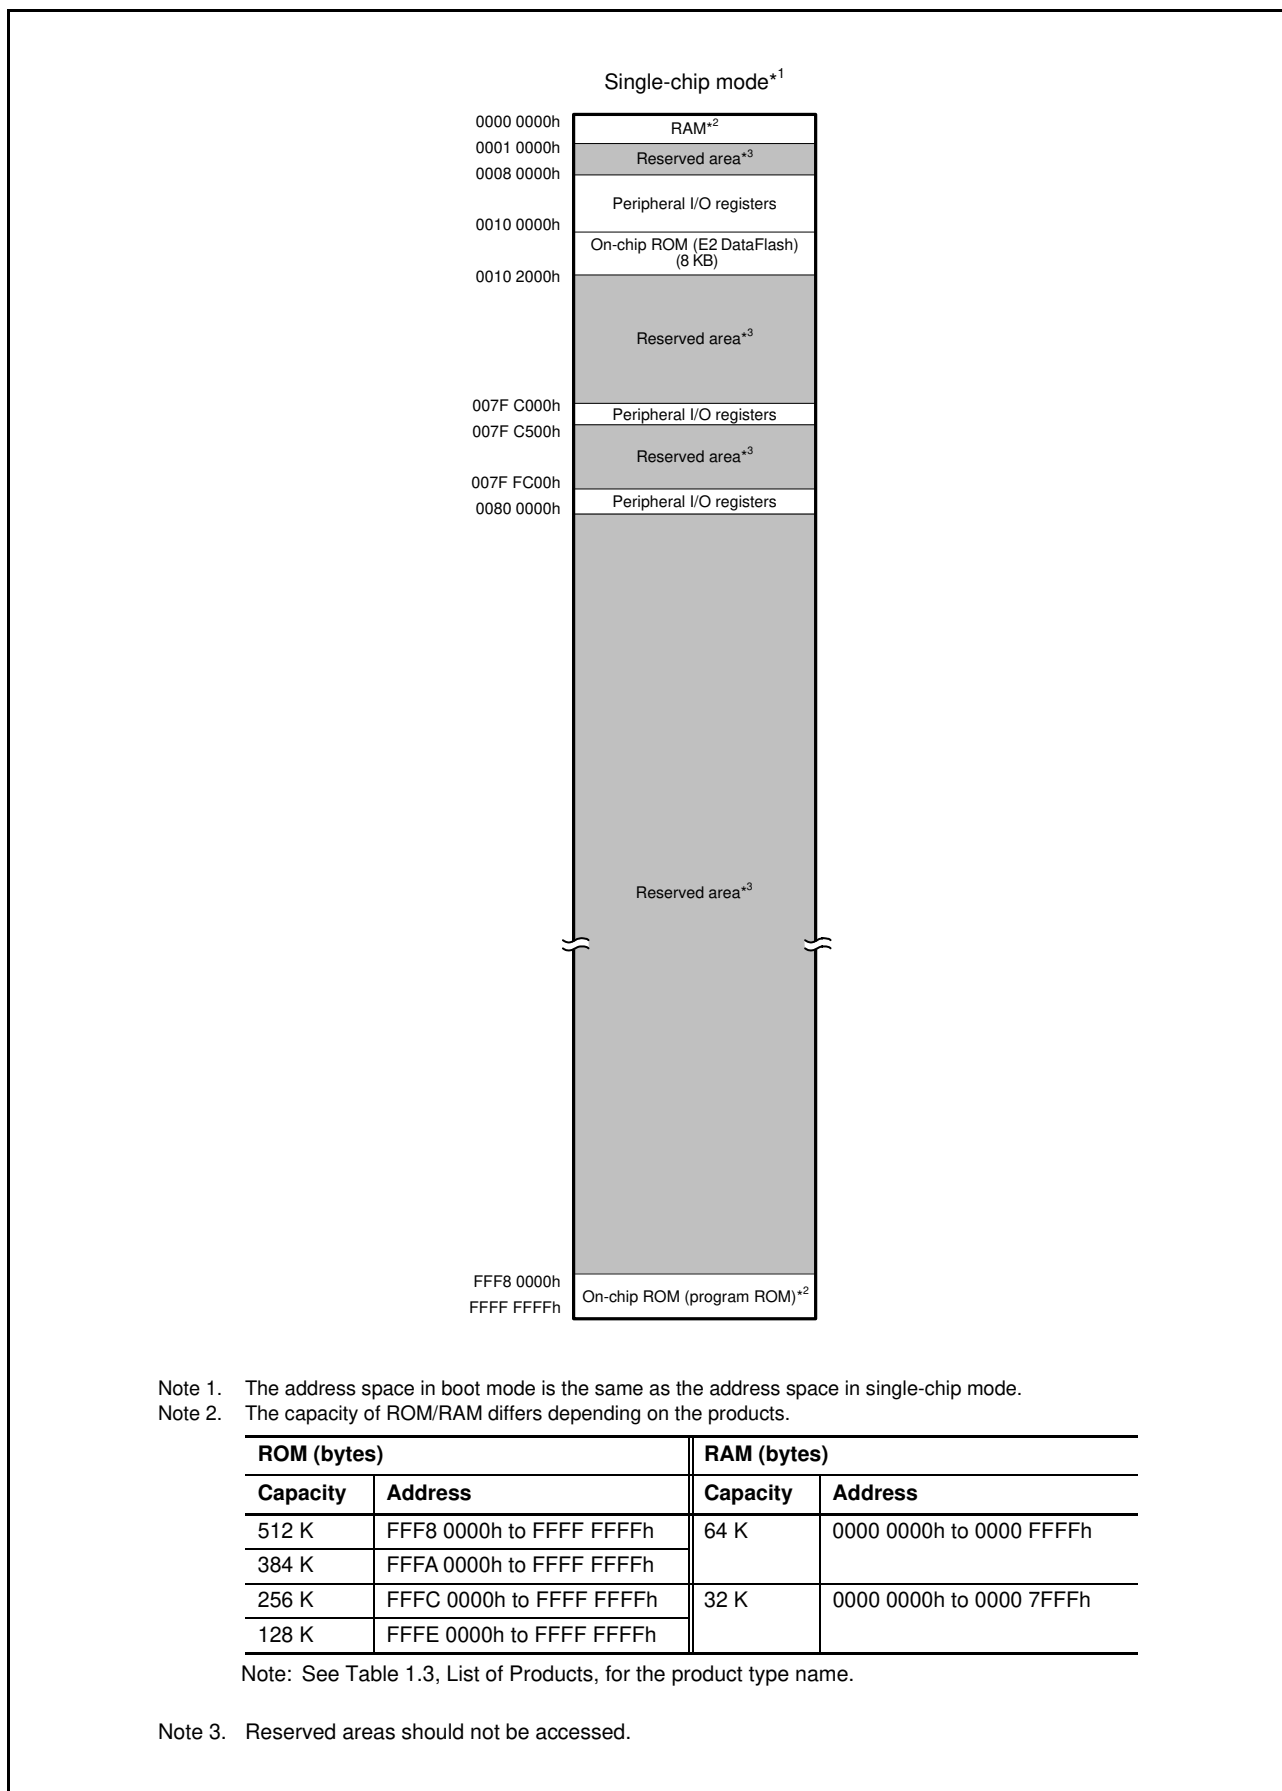 Single-chip mode*1
0000 0000h
RAM*2
0001 0000h
Reserved area*3
0008 0000h
Peripheral I/O registers
0010 0000h
On-chip ROM (E2 DataFlash)
(8 KB)
0010 2000h
Reserved area*3
007F C000h
Peripheral I/O registers
007F C500h
Reserved area*3
007F FC00h
Peripheral I/O registers
0080 0000h
Reserved area*3
FFF8 0000h
On-chip ROM (program ROM)*2
FFFF FFFFh
Note 1. The address space in boot mode is the same as the address space in single-chip mode.
Note 2. The capacity of ROM/RAM differs depending on the products.
ROM (bytes) RAM (bytes)
Capacity Address Capacity Address
512 K FFF8 0000h to FFFF FFFFh 64 K 0000 0000h to 0000 FFFFh
384 K FFFA 0000h to FFFF FFFFh
256 K FFFC 0000h to FFFF FFFFh 32 K 0000 0000h to 0000 7FFFh
128 K FFFE 0000h to FFFF FFFFh
Note: See Table 1.3, List of Products, for the product type name.
Note 3. Reserved areas should not be accessed.